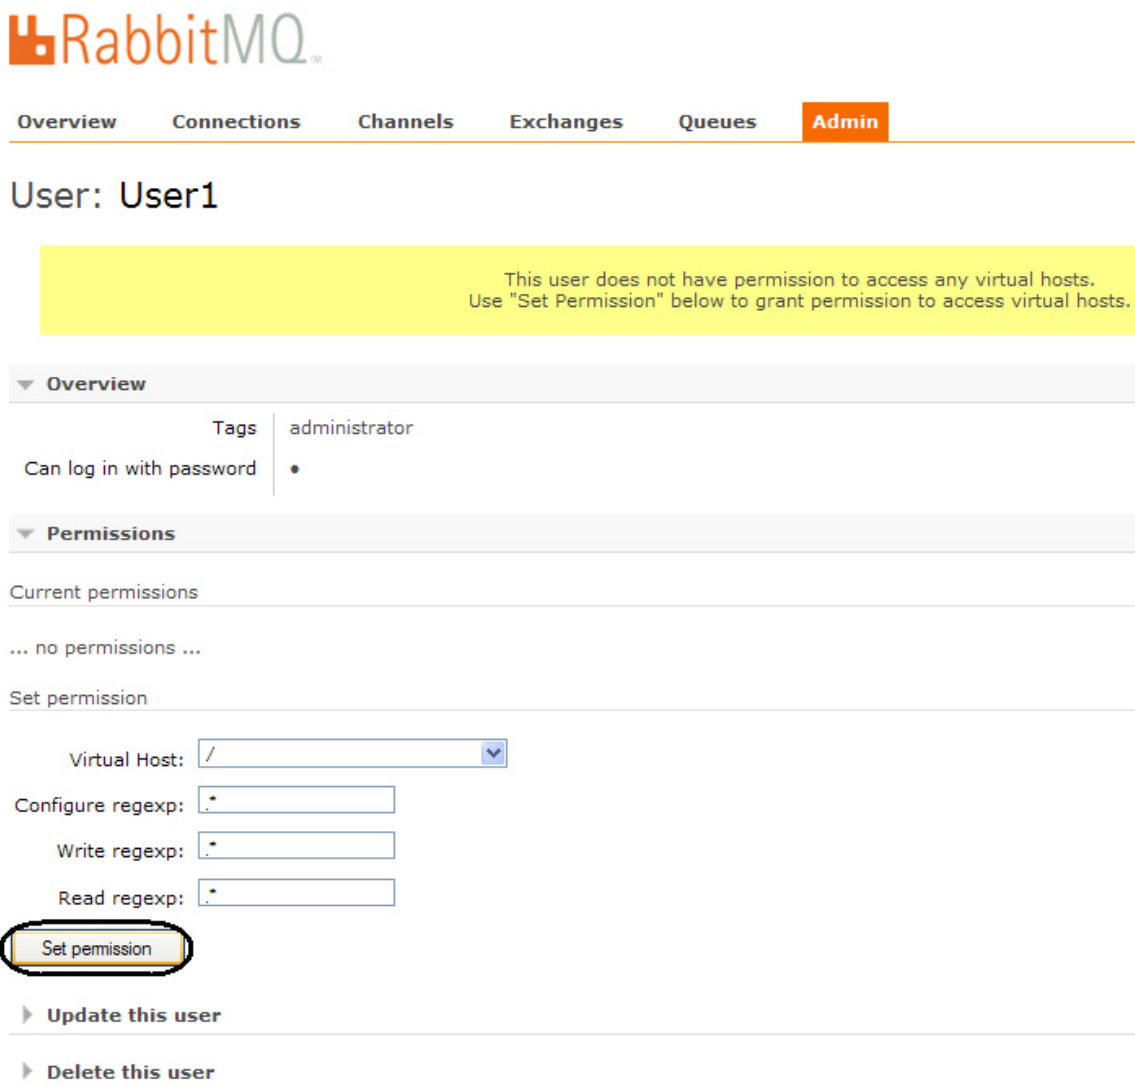 RabbitMQ™
Overview Connections Channels Exchanges Queues Admin
User: User1
This user does not have permission to access any virtual hosts.
Use "Set Permission" below to grant permission to access virtual hosts.
Overview
Tags administrator
Can log in with password •
Permissions
Current permissions
... no permissions ...
Set permission
Virtual Host: /
Configure regexp: .*
Write regexp: .*
Read regexp: .*
Set permission
Update this user
Delete this user